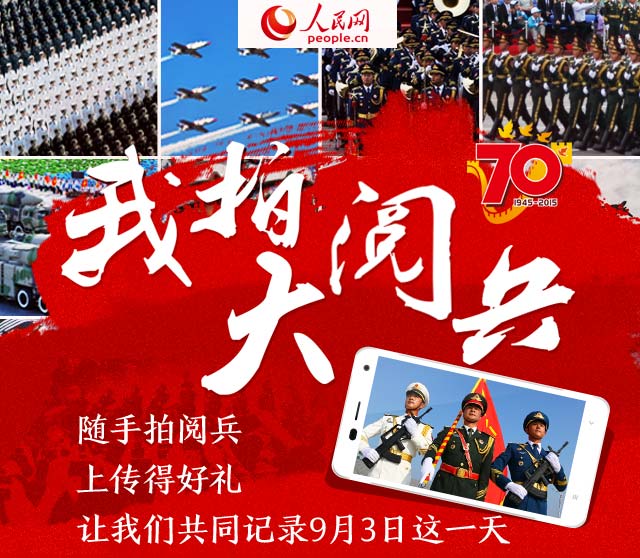 人民网
people.cn
70
1945-2015
我拍
大阅兵
随手拍阅兵
上传得好礼
让我们共同记录9月3日这一天